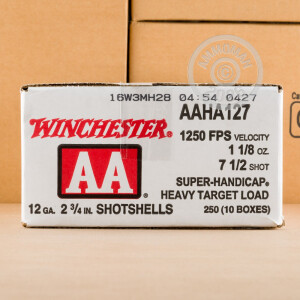 16W3MH28 04:54 0427
AAHA127
WINCHESTER®
1250 FPS VELOCITY
1 1/8 OZ.
7 1/2 SHOT
AA®
SUPER-HANDICAP®
HEAVY TARGET LOAD
12 GA. 2 3/4 IN. SHOTSHELLS
250 (10 BOXES)